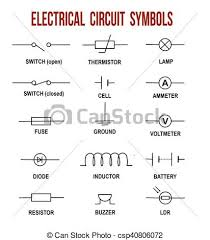 ELECTRICAL CIRCUIT SYMBOLS
SWITCH (open) THERMISTOR LAMP
SWITCH (closed) CELL AMMETER
A
FUSE GROUND VOLTMETER
V
CanStockPhoto
DIODE INDUCTOR BATTERY
RESISTOR BUZZER LDR
© Can Stock Photo - csp40806072